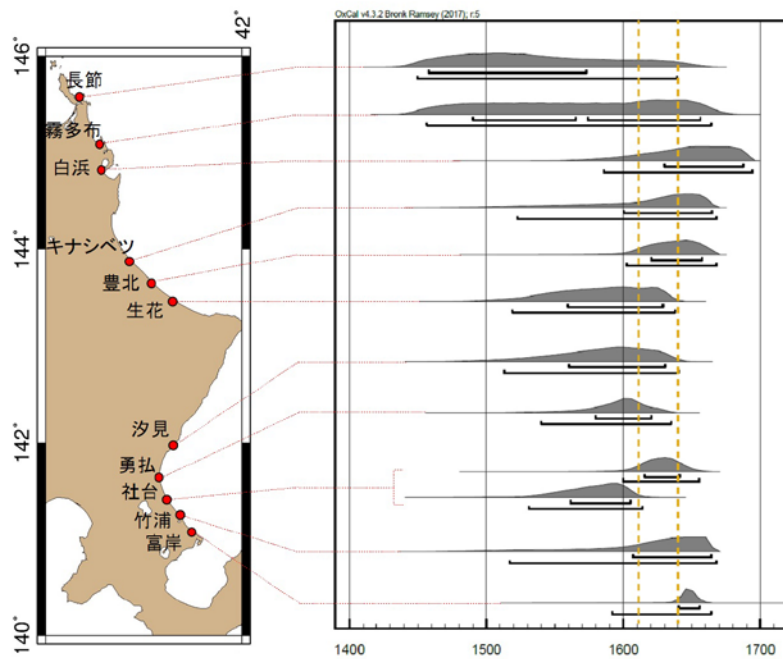 OxCal v4.3.2 Bronk Ramsey (2017); r:5
42°
146°
長節
霧多布
白浜
144°
キナシベツ
豊北
生花
142°
汐見
勇払
社台
竹浦
富岸
140°
1400
1500
1600
1700